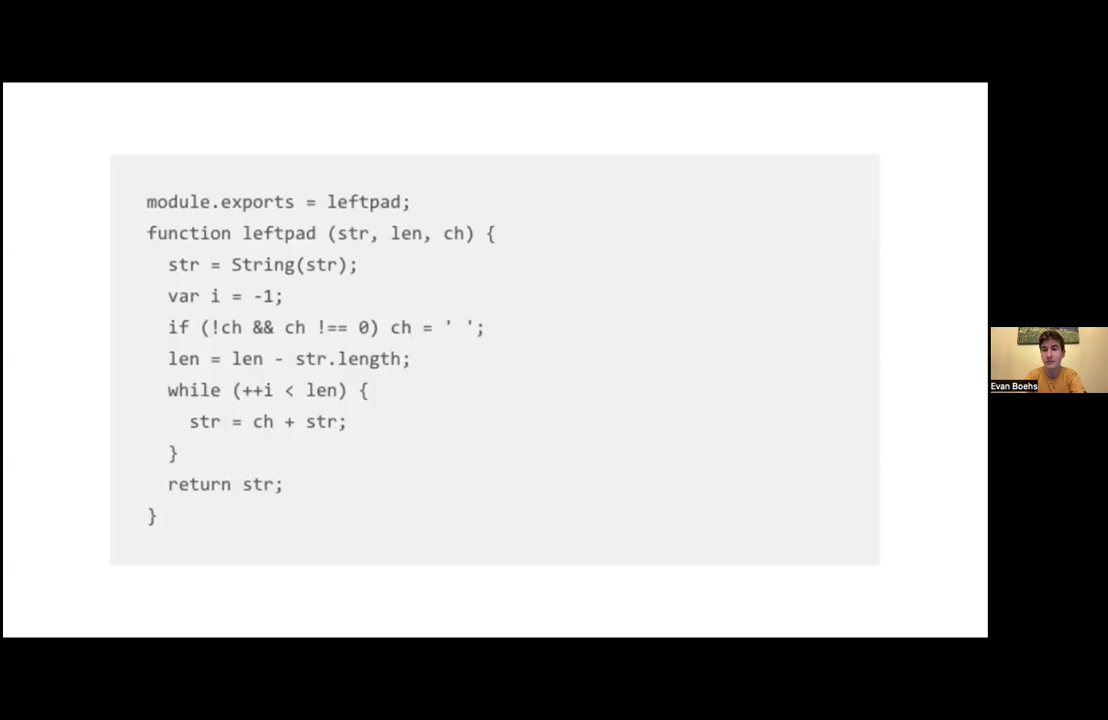 module.exports = leftpad;
function leftpad (str, len, ch) {
  str = String(str);
  var i = -1;
  if (!ch && ch !== 0) ch = ' ';
  len = len - str.length;
  while (++i < len) {
    str = ch + str;
  }
  return str;
}
Evan Boehs